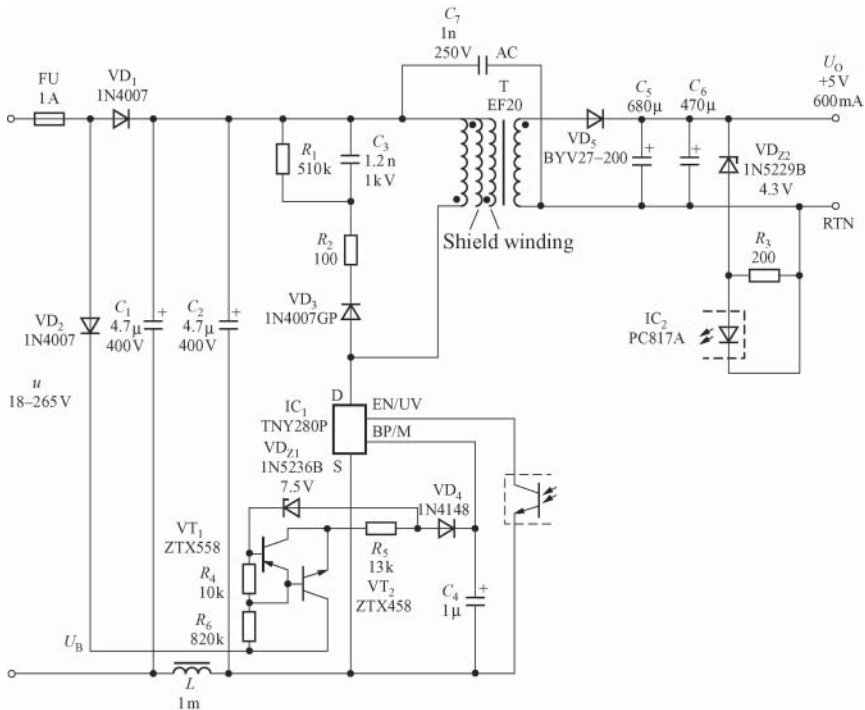 C7
1n
250V
AC
FU
1A
VD1
1N4007
T
EF20
C5
680μ
C6
470μ
UO
+5V
600mA
R1
510k
C3
1.2n
1kV
VD5
BYV27-200
VDZ2
1N5229B
4.3V
Shield winding
RTN
R2
100
R3
200
VD3
1N4007GP
VD2
1N4007
C1
4.7μ
400V
C2
4.7μ
400V
IC2
PC817A
u
18–265V
IC1
TNY280P
D
S
EN/UV
BP/M
VDZ1
1N5236B
7.5V
VD4
1N4148
VT1
ZTX558
R5
13k
VT2
ZTX458
R4
10k
R6
820k
C4
1μ
UB
L
1m